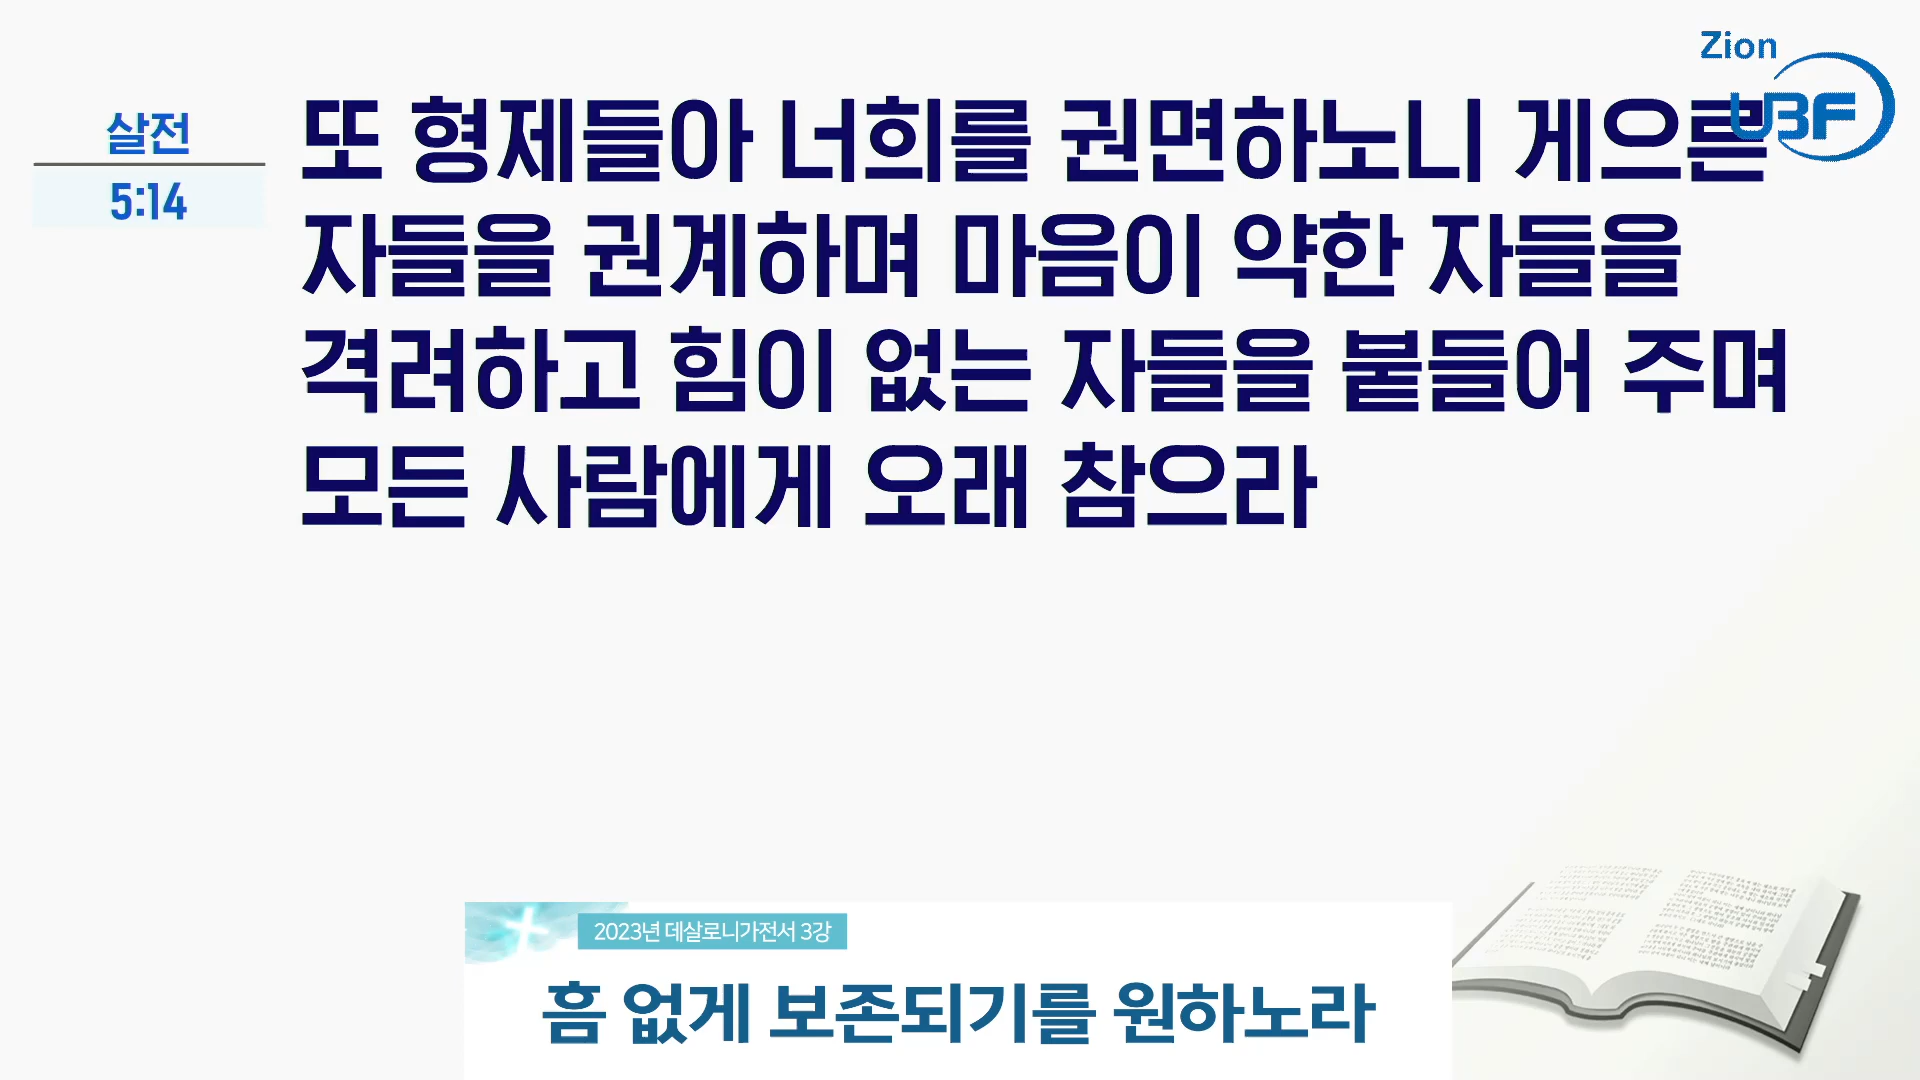 살전
5:14
또 형제들아 너희를 권면하노니 게으른
자들을 권계하며 마음이 약한 자들을
격려하고 힘이 없는 자들을 붙들어 주며
모든 사람에게 오래 참으라
Zion
UBF
2023년 데살로니가전서 3강
흠 없게 보존되기를 원하노라